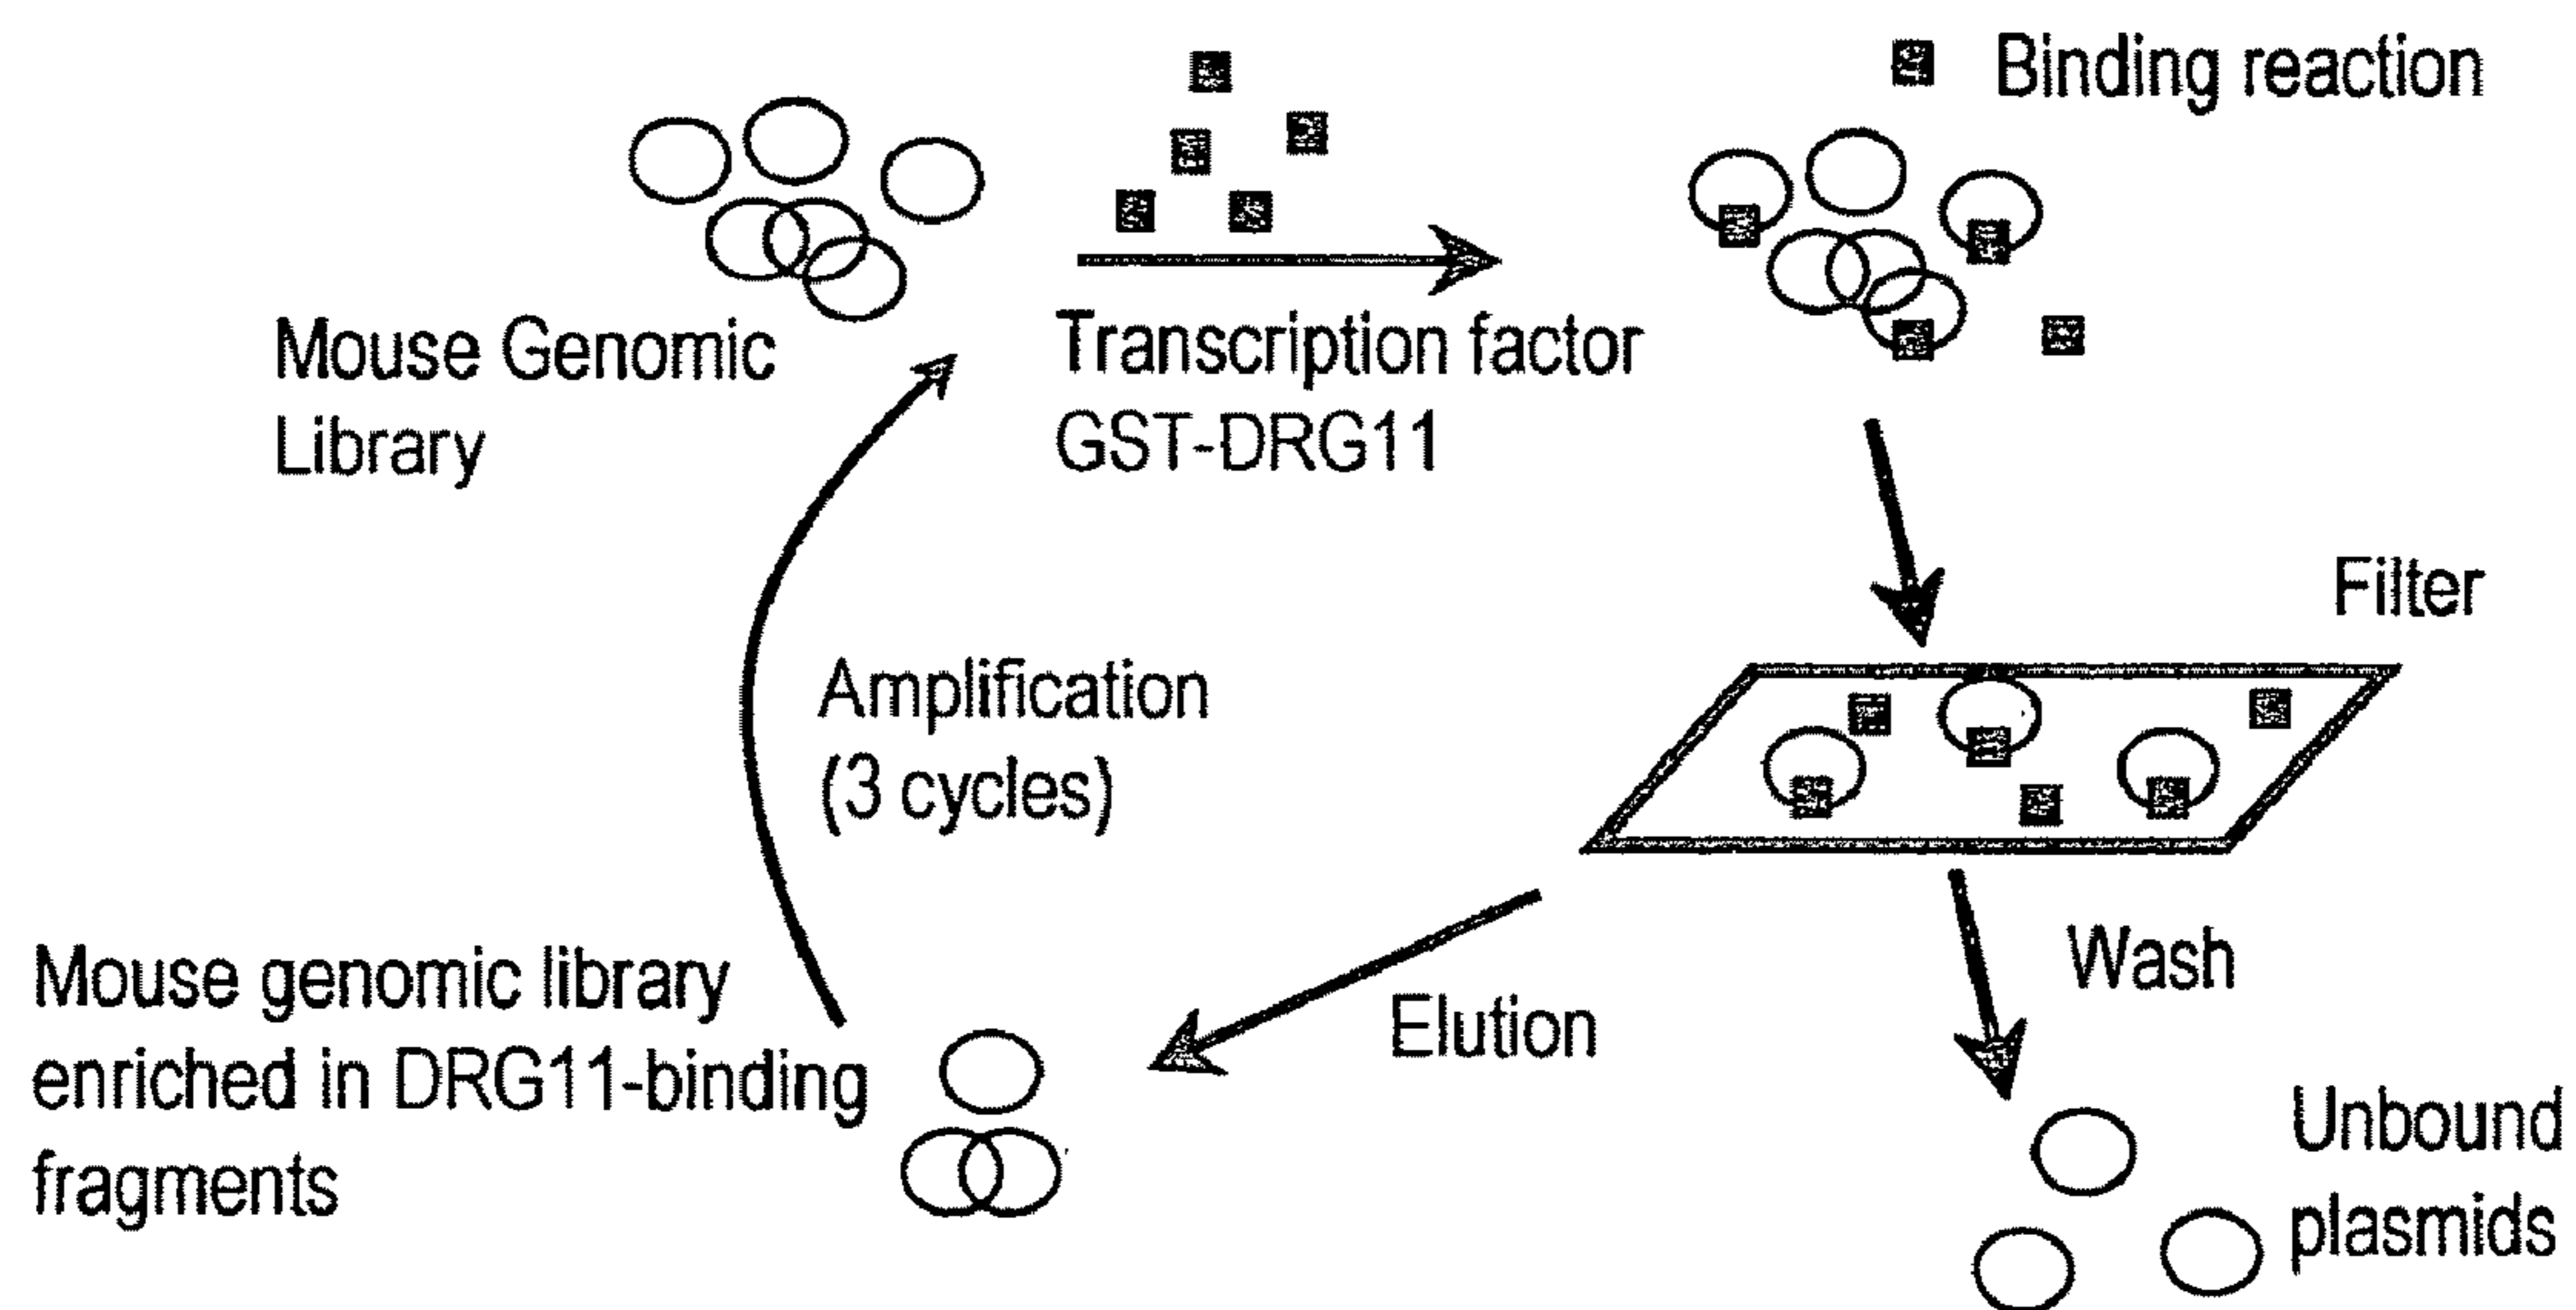 Binding reaction
Mouse Genomic
Library
Transcription factor
GST-DRG11
Filter
Amplification
(3 cycles)
Wash
Elution
Mouse genomic library
enriched in DRG11-binding
fragments
Unbound
plasmids